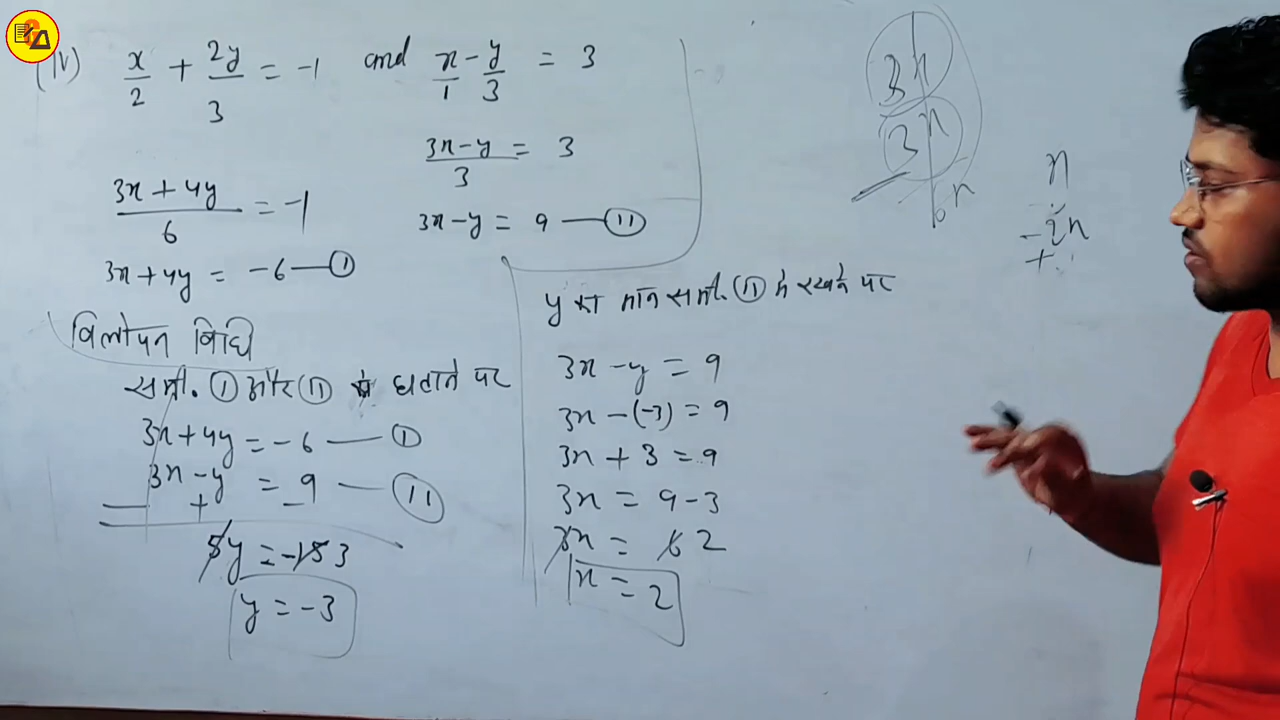 (iv) x/2 + 2y/3 = -1 and x/1 - y/3 = 3
(3x + 4y)/6 = -1
3x + 4y = -6 — (I)
(3x - y)/3 = 3
3x - y = 9 — (II)
विलोपन विधि
समी. (I) और (II) से घटाने पर
3x + 4y = -6 — (I)
3x - y = 9 — (II)
— + —
5y = -15 3
y = -3
y का मान समी. (II) में रखने पर
3x - y = 9
3x - (-3) = 9
3x + 3 = 9
3x = 9 - 3
3x = 6 2
x = 2
3x
3x
x
-2x
+